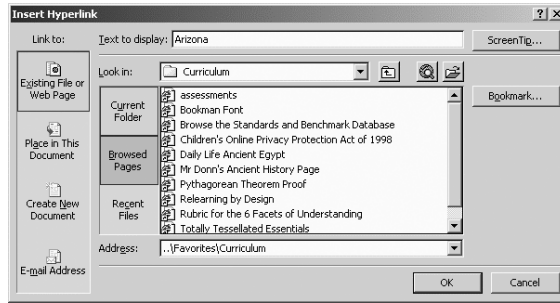 Insert Hyperlink
Link to:
Text to display: Arizona
ScreenTip...
Existing File or
Web Page
Look in: Curriculum
Bookmark...
Current
Folder
Browsed
Pages
Recent
Files
assessments
Bookman Font
Browse the Standards and Benchmark Database
Children's Online Privacy Protection Act of 1998
Daily Life Ancient Egypt
Mr Donn's Ancient History Page
Pythagorean Theorem Proof
Relearning by Design
Rubric for the 6 Facets of Understanding
Totally Tessellated Essentials
Place in This
Document
Create New
Document
E-mail Address
Address: ..\Favorites\Curriculum
OK
Cancel